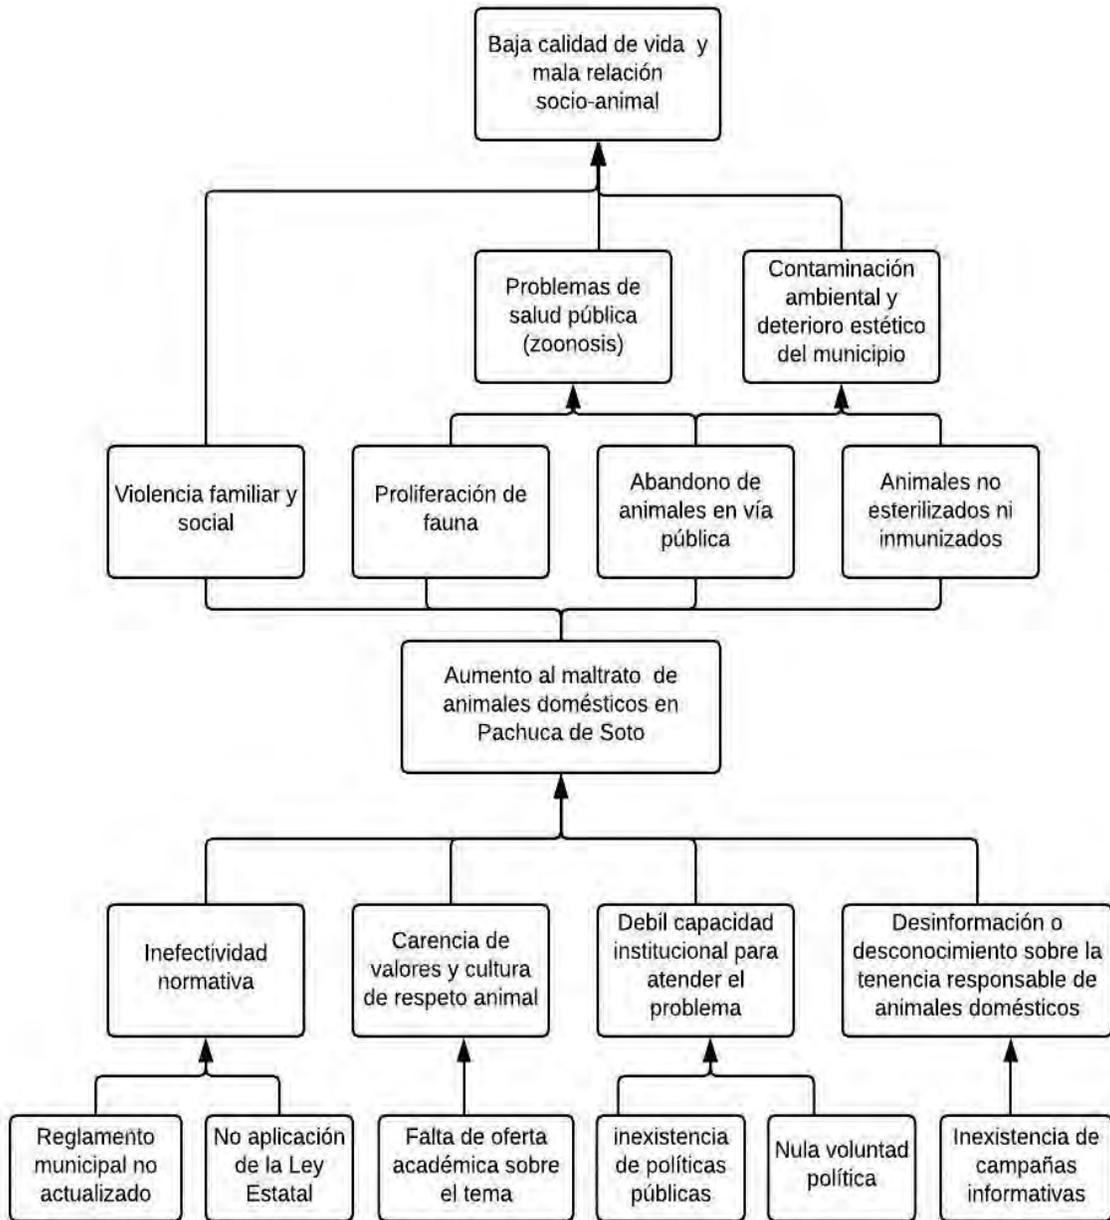 Baja calidad de vida y
mala relación
socio-animal
Problemas de
salud pública
(zoonosis)
Contaminación
ambiental y
deterioro estético
del municipio
Violencia familiar y
social
Proliferación de
fauna
Abandono de
animales en vía
pública
Animales no
esterilizados ni
inmunizados
Aumento al maltrato de
animales domésticos en
Pachuca de Soto
Inefectividad
normativa
Carencia de
valores y cultura
de respeto animal
Debil capacidad
institucional para
atender el
problema
Desinformación o
desconocimiento sobre la
tenencia responsable de
animales domésticos
Reglamento
municipal no
actualizado
No aplicación
de la Ley
Estatal
Falta de oferta
académica sobre
el tema
inexistencia
de políticas
públicas
Nula voluntad
política
Inexistencia de
campañas
informativas